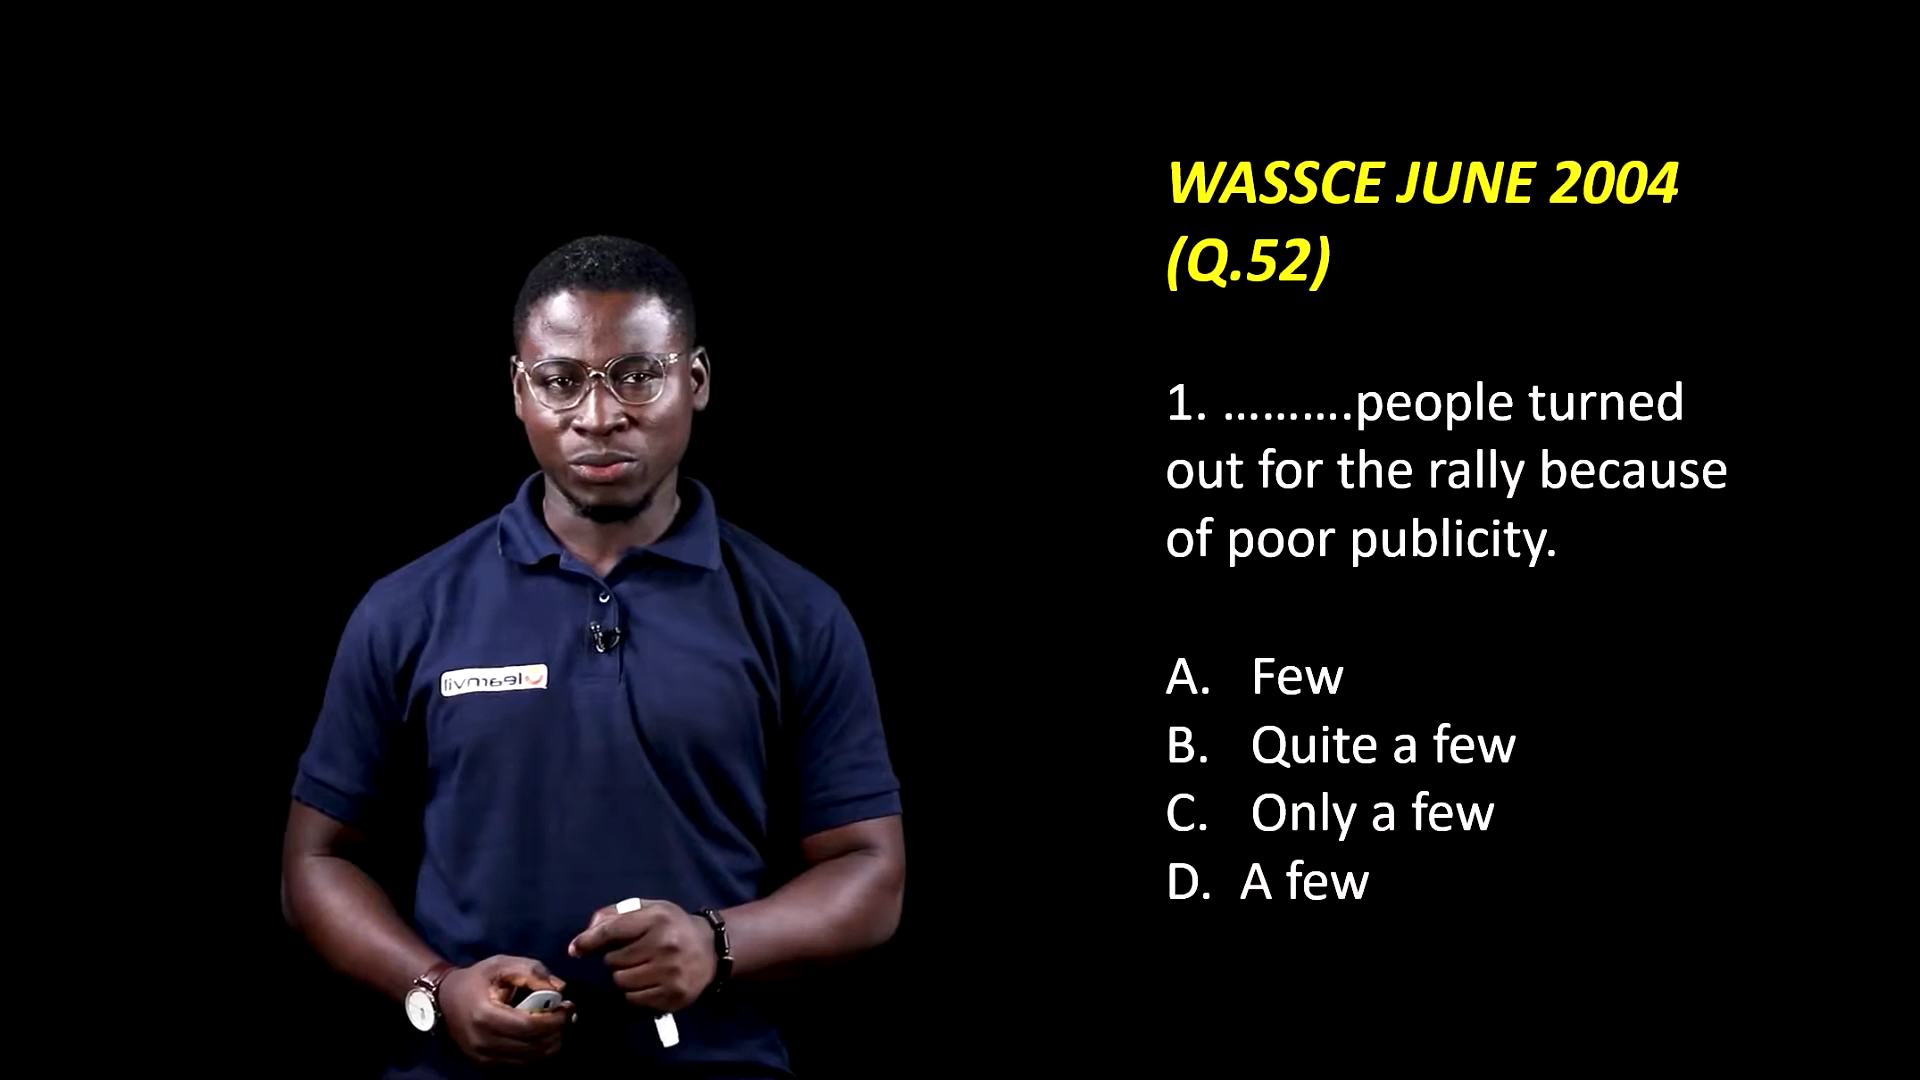 WASSCE JUNE 2004
(Q.52)
1. ……….people turned
out for the rally because
of poor publicity.
A. Few
B. Quite a few
C. Only a few
D. A few
learnvil